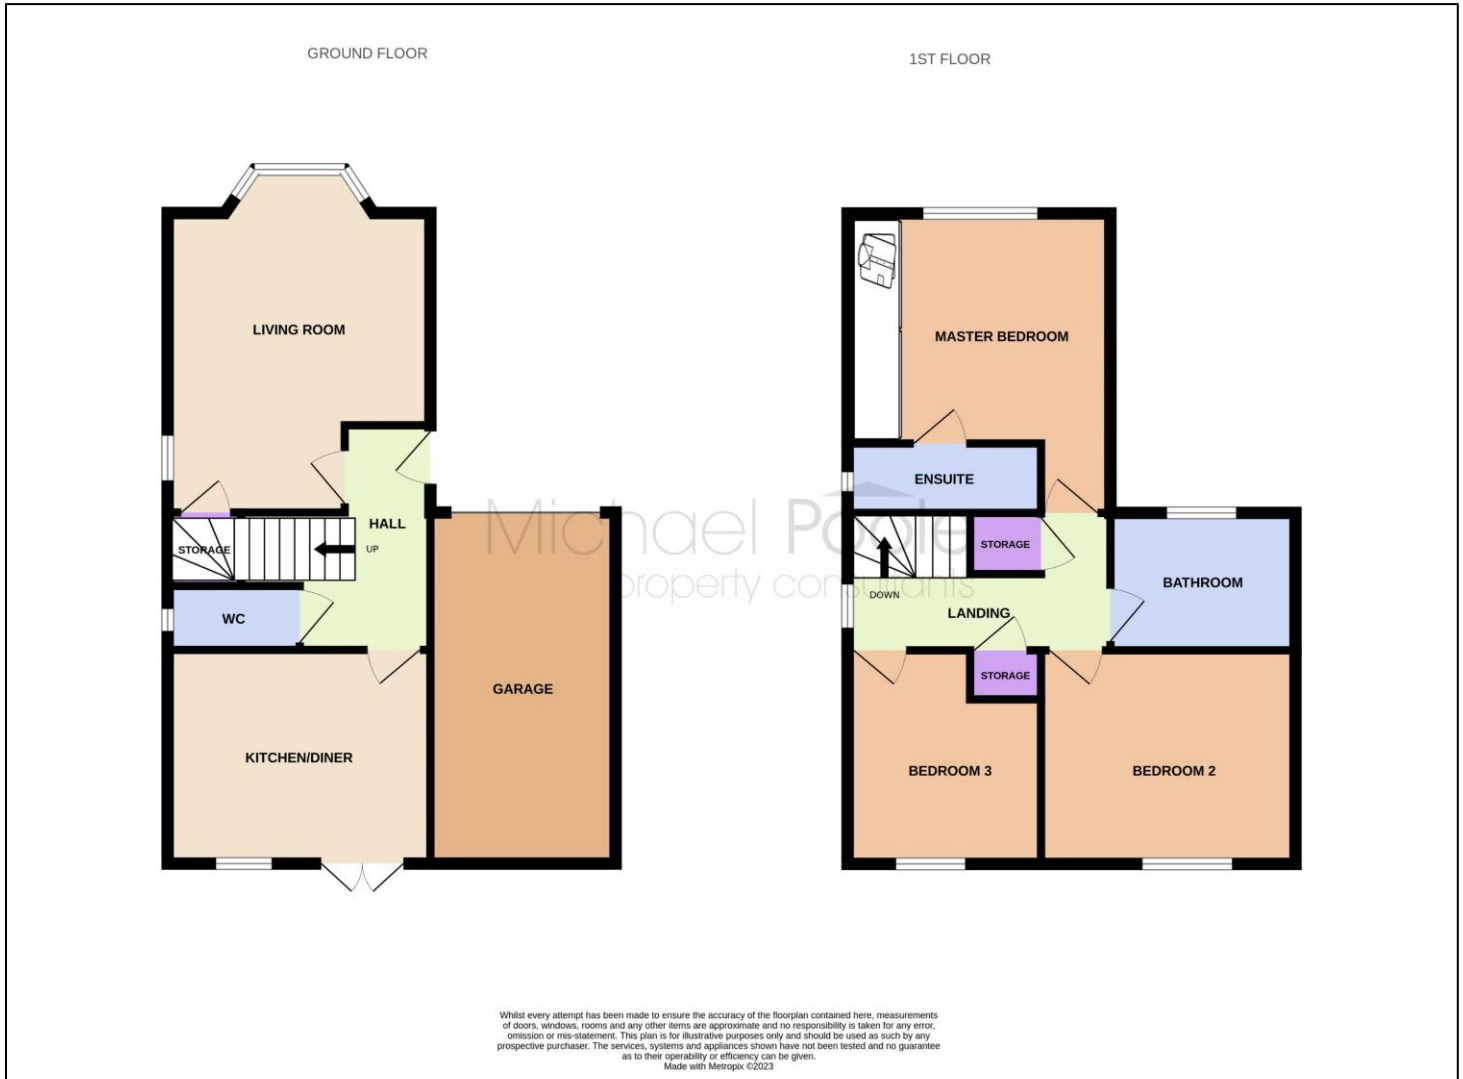 GROUND FLOOR
1ST FLOOR
LIVING ROOM
HALL
STORAGE
UP
WC
KITCHEN/DINER
GARAGE
MASTER BEDROOM
ENSUITE
STORAGE
BATHROOM
DOWN
LANDING
STORAGE
BEDROOM 3
BEDROOM 2
Michael Poole
property consultants
Whilst every attempt has been made to ensure the accuracy of the floorplan contained here, measurements
of doors, windows, rooms and any other items are approximate and no responsibility is taken for any error,
omission or mis-statement. This plan is for illustrative purposes only and should be used as such by any
prospective purchaser. The services, systems and appliances shown have not been tested and no guarantee
as to their operability or efficiency can be given.
Made with Metropix ©2023